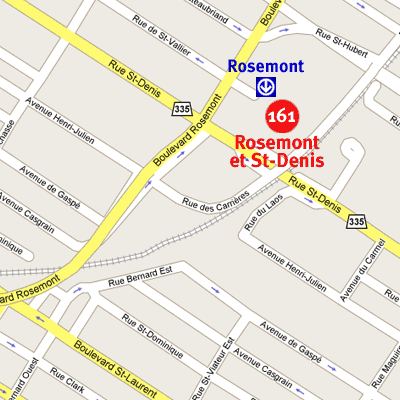 Chateaubriand
Rue de St-Vallier
Rue St-Hubert
Rosemont
Rue St-Denis
335
161
Boulevard Rosemont
Rosemont
et St-Denis
Avenue Henri-Julien
Avenue de Gaspé
Avenue Casgrain
Rue St-Denis
335
Rue des Carrières
Rue du Laos
Avenue Henri-Julien
Avenue du Carmel
Rue Bernard Est
Rosemont
Rue St-Dominique
Boulevard St-Laurent
Rue St-Viateur Est
Avenue de Gaspé
Avenue Casgrain
Rue Clark
Ouest